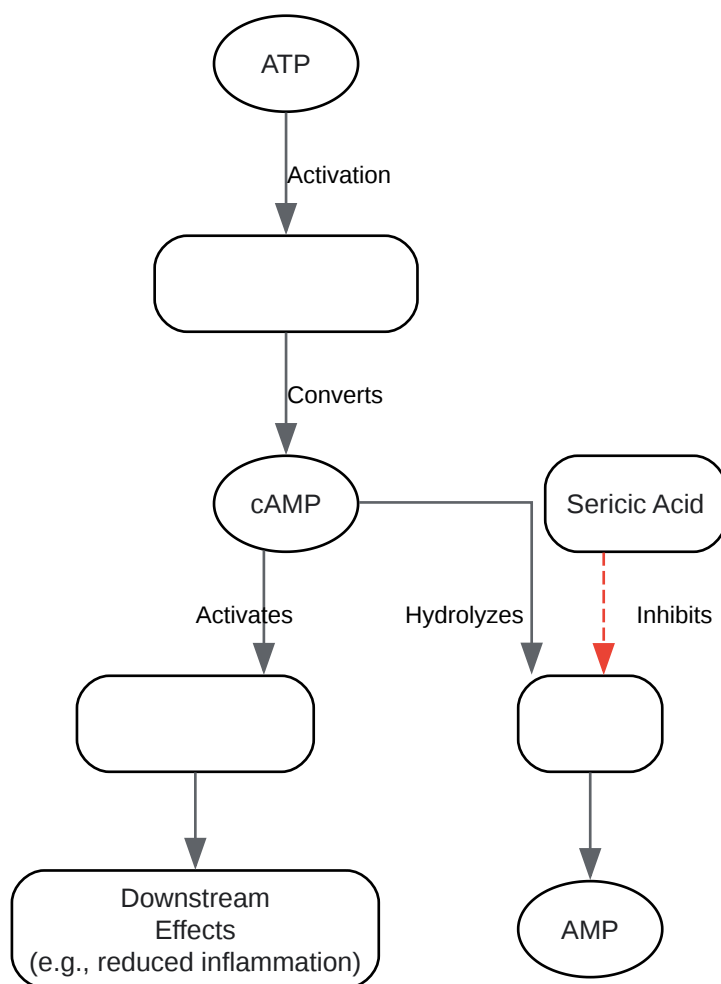 ATP
Activation
Converts
cAMP
Sericic Acid
Activates
Hydrolyzes
Inhibits
Downstream
Effects
(e.g., reduced inflammation)
AMP